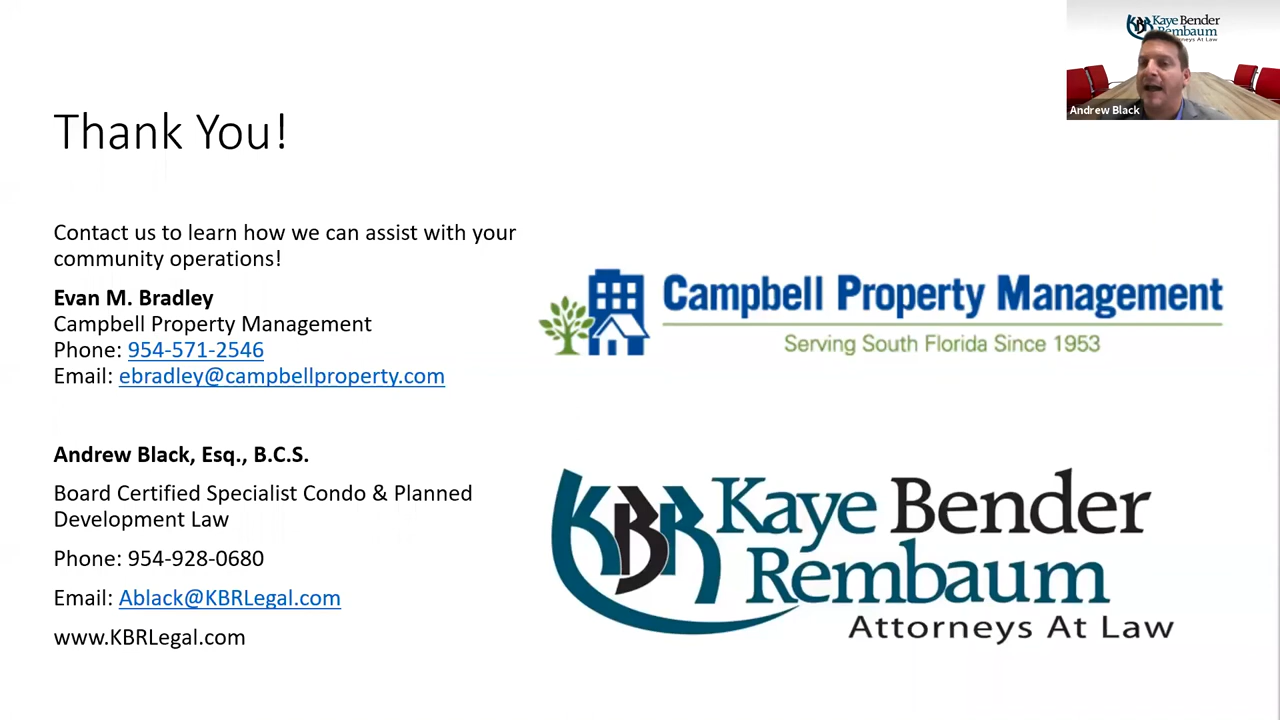 Kaye Bender
Rembaum
Attorneys At Law
Andrew Black
Thank You!
Contact us to learn how we can assist with your
community operations!
Evan M. Bradley
Campbell Property Management
Phone: 954-571-2546
Email: ebradley@campbellproperty.com
Andrew Black, Esq., B.C.S.
Board Certified Specialist Condo & Planned
Development Law
Phone: 954-928-0680
Email: Ablack@KBRLegal.com
www.KBRLegal.com
Campbell Property Management
Serving South Florida Since 1953
KBR Kaye Bender
Rembaum
Attorneys At Law